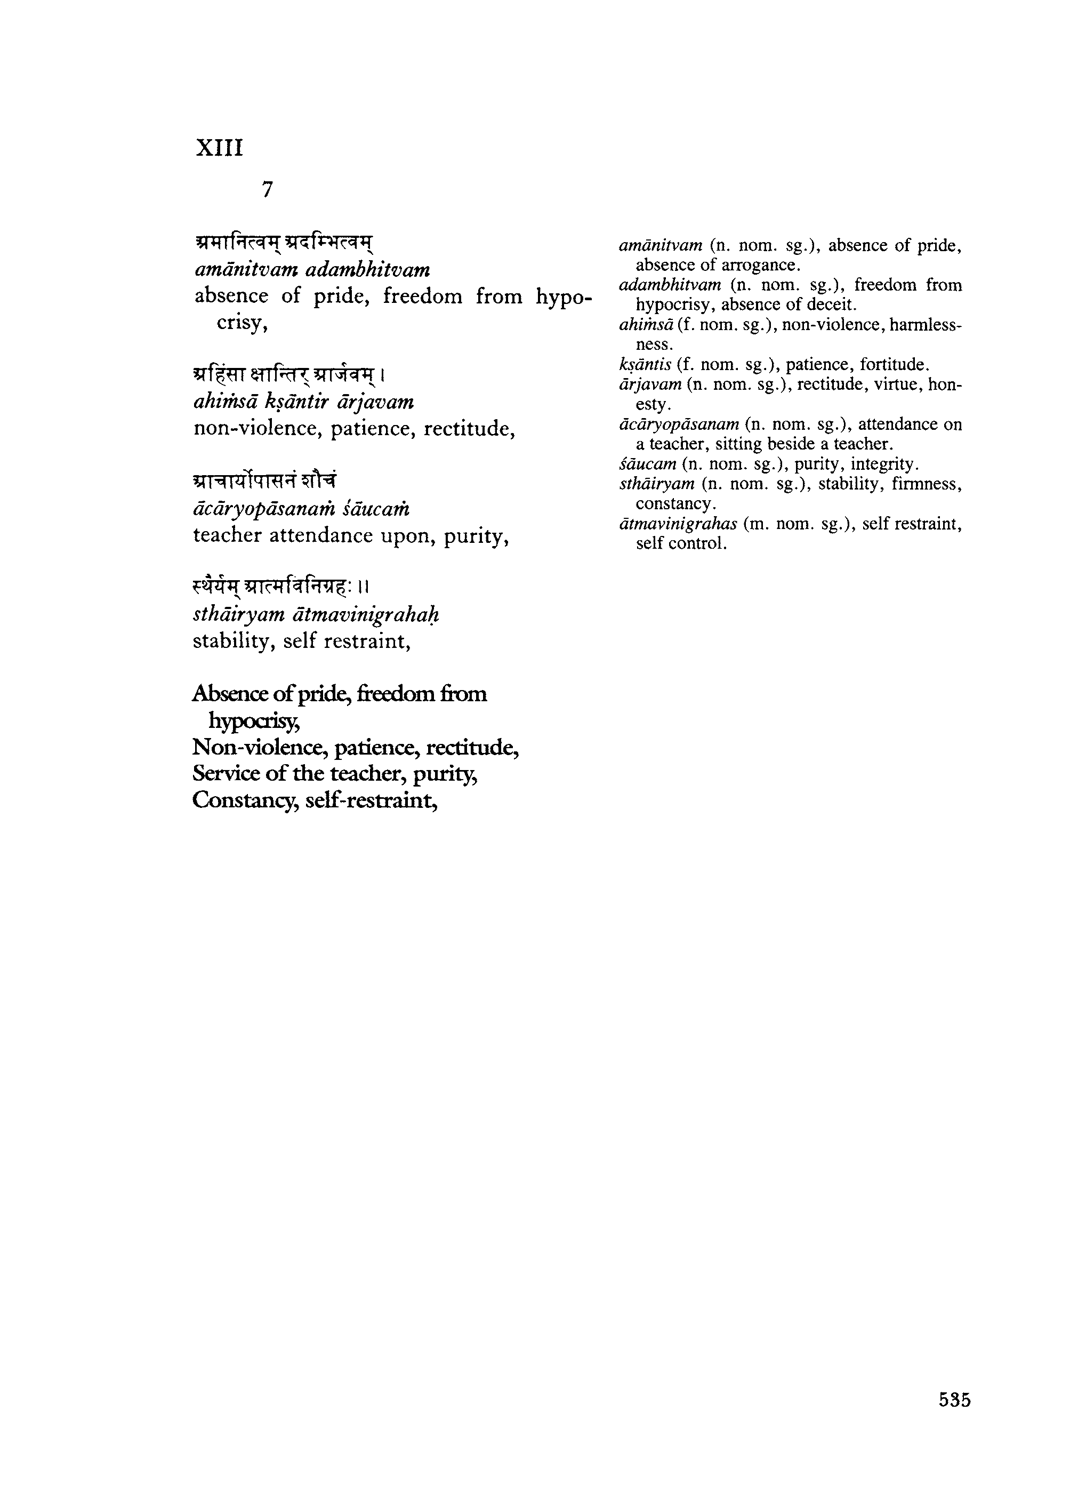 XIII
7
अमानित्वम् अदम्भित्वम्
amānitvam adambhitvam
absence of pride, freedom from hypo-
crisy,
अहिंसा क्षान्तिर् आर्जवम् ।
ahiṁsā kṣāntir ārjavam
non-violence, patience, rectitude,
आचार्योपासनं शौचं
ācāryopāsanaṁ śāucaṁ
teacher attendance upon, purity,
स्थैर्यम् आत्मविनिग्रहः ॥
sthāiryam ātmavinigrahaḥ
stability, self restraint,
Absence of pride, freedom from
hypocrisy,
Non-violence, patience, rectitude,
Service of the teacher, purity,
Constancy, self-restraint,
amānitvam (n. nom. sg.), absence of pride,
absence of arrogance.
adambhitvam (n. nom. sg.), freedom from
hypocrisy, absence of deceit.
ahiṁsā (f. nom. sg.), non-violence, harmless-
ness.
kṣāntis (f. nom. sg.), patience, fortitude.
ārjavam (n. nom. sg.), rectitude, virtue, hon-
esty.
ācāryopāsanam (n. nom. sg.), attendance on
a teacher, sitting beside a teacher.
śāucam (n. nom. sg.), purity, integrity.
sthāiryam (n. nom. sg.), stability, firmness,
constancy.
ātmavinigrahas (m. nom. sg.), self restraint,
self control.
535